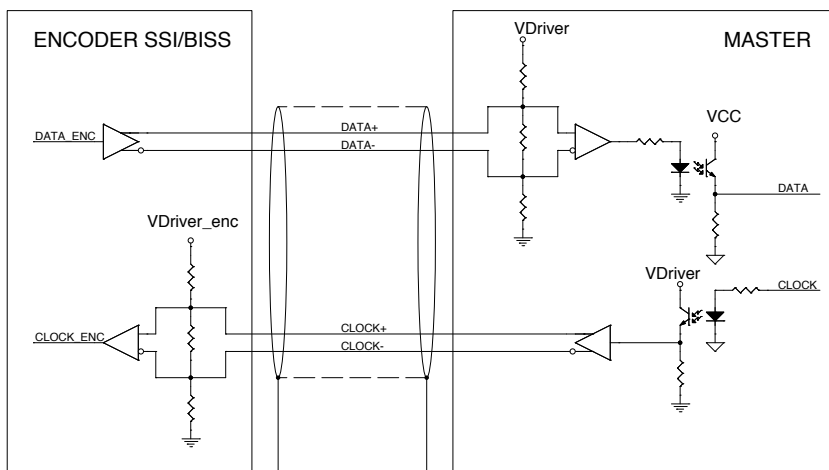 ENCODER SSI/BISS
MASTER
VDriver
VCC
DATA_ENC
DATA+
DATA-
DATA
VDriver_enc
VDriver
CLOCK
CLOCK_ENC
CLOCK+
CLOCK-